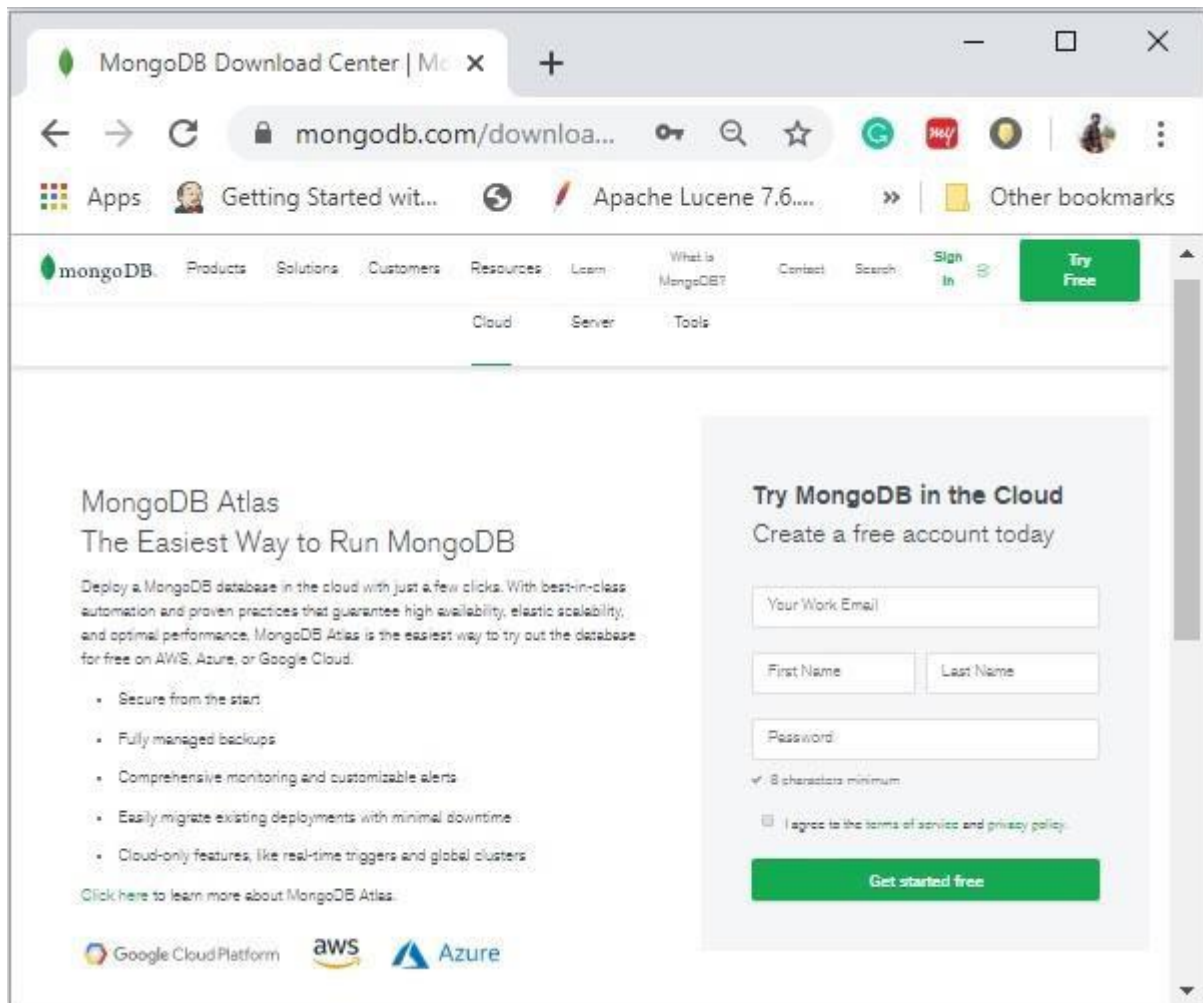 MongoDB Download Center | Mo
mongodb.com/downloa...
my
Apps Getting Started wit... Apache Lucene 7.6.... » Other bookmarks
mongoDB. Products Solutions Customers Resources Learn What is MongoDB? Contact Search Sign In Try Free
Cloud Server Tools
MongoDB Atlas
The Easiest Way to Run MongoDB
Deploy a MongoDB database in the cloud with just a few clicks. With best-in-class
automation and proven practices that guarantee high availability, elastic scalability,
and optimal performance, MongoDB Atlas is the easiest way to try out the database
for free on AWS, Azure, or Google Cloud.
• Secure from the start
• Fully managed backups
• Comprehensive monitoring and customizable alerts
• Easily migrate existing deployments with minimal downtime
• Cloud-only features, like real-time triggers and global clusters
Click here to learn more about MongoDB Atlas.
Google Cloud Platform aws Azure
Try MongoDB in the Cloud
Create a free account today
Your Work Email
First Name Last Name
Password
8 characters minimum
I agree to the terms of service and privacy policy.
Get started free